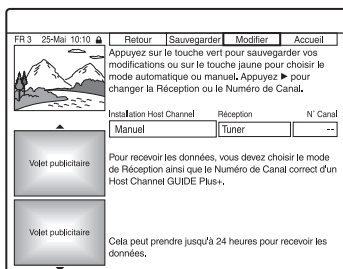 FR 3 25-Mai 10:10
Retour Sauvegarder Modifier Accueil
Appuyez sur le touche vert pour sauvegarder vos
modifications ou sur le touche jaune pour choisir le
mode automatique ou manuel. Appuyez ▶ pour
changer la Réception ou le Numéro de Canal.
Installation Host Channel Réception N° Canal
Manuel Tuner --
Volet publicitaire
Pour recevoir les données, vous devez choisir le mode
de Réception ainsi que le Numéro de Canal correct d'un
Host Channel GUIDE Plus+.
Volet publicitaire
Cela peut prendre jusqu'à 24 heures pour recevoir les
données.